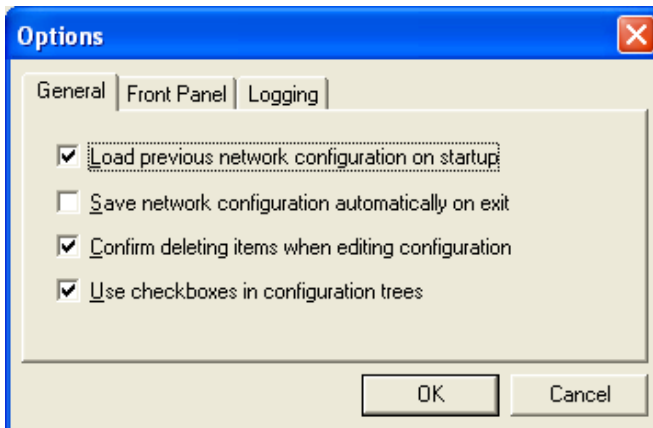 Options
General Front Panel Logging
Load previous network configuration on startup
Save network configuration automatically on exit
Confirm deleting items when editing configuration
Use checkboxes in configuration trees
OK Cancel